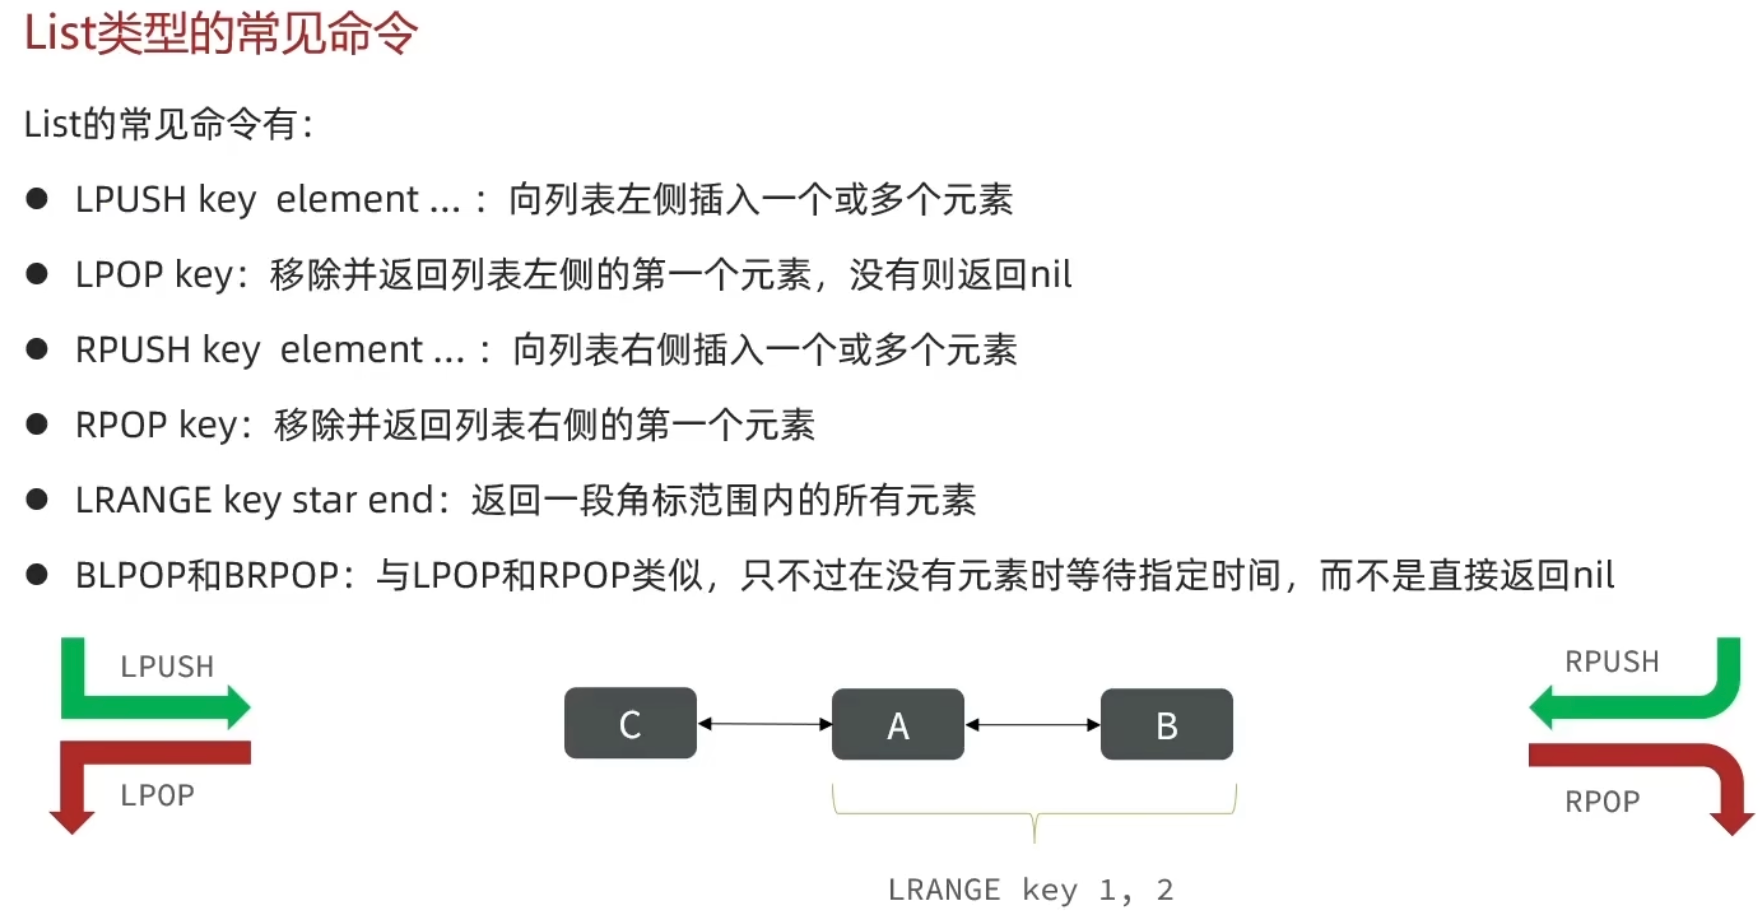 List类型的常见命令
List的常见命令有：
● LPUSH key  element ... ：向列表左侧插入一个或多个元素
● LPOP key：移除并返回列表左侧的第一个元素，没有则返回nil
● RPUSH key  element ... ：向列表右侧插入一个或多个元素
● RPOP key：移除并返回列表右侧的第一个元素
● LRANGE key star end：返回一段角标范围内的所有元素
● BLPOP和BRPOP：与LPOP和RPOP类似，只不过在没有元素时等待指定时间，而不是直接返回nil
LPUSH
RPUSH
C
A
B
LPOP
RPOP
LRANGE key 1, 2